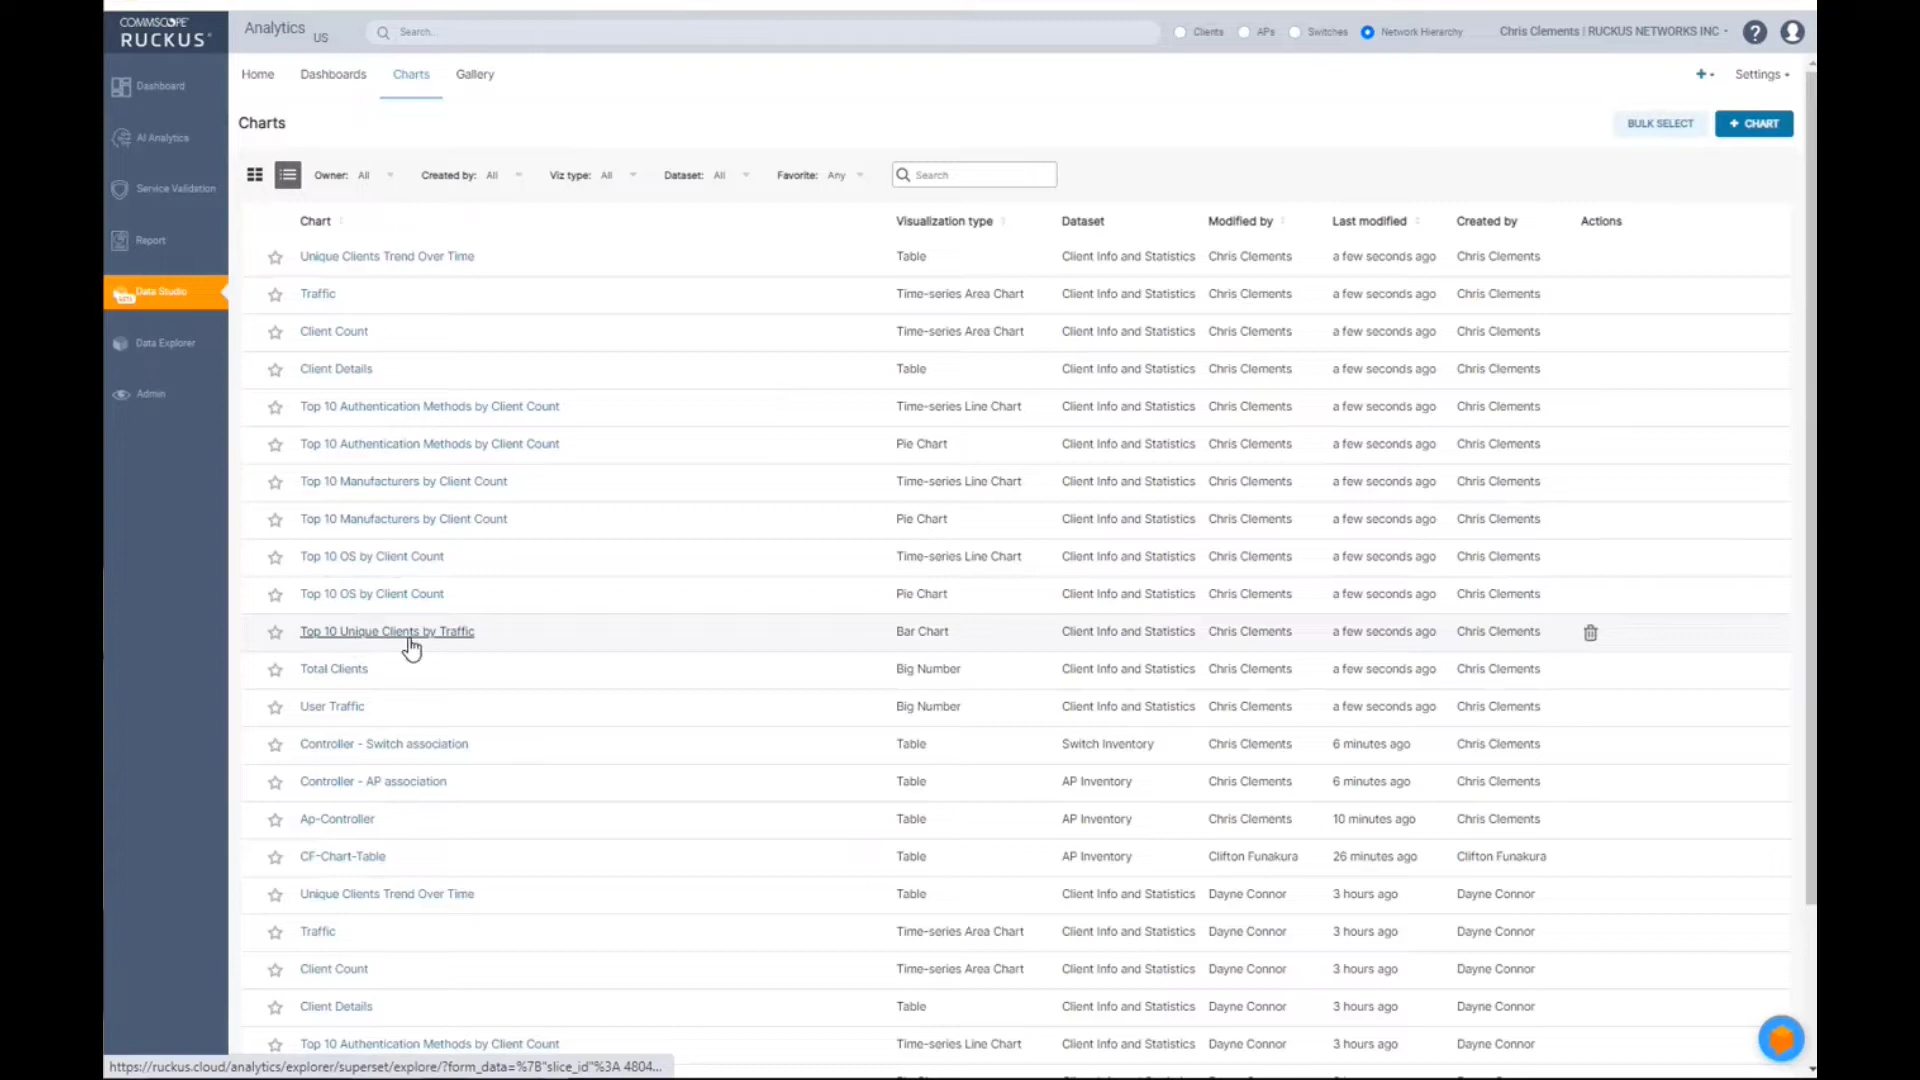 COMMSCOPE
RUCKUS
Analytics US
Search...
Clients
APs
Switches
Network Hierarchy
Chris Clements | RUCKUS NETWORKS INC
?
Dashboard
AI Analytics
Service Validation
Report
Data Studio
Data Explorer
Admin
Home Dashboards Charts Gallery
+ Settings
Charts
BULK SELECT
+ CHART
Owner: All Created by: All Viz type: All Dataset: All Favorite: Any Search
Chart Visualization type Dataset Modified by Last modified Created by Actions
Unique Clients Trend Over Time Table Client Info and Statistics Chris Clements a few seconds ago Chris Clements
Traffic Time-series Area Chart Client Info and Statistics Chris Clements a few seconds ago Chris Clements
Client Count Time-series Area Chart Client Info and Statistics Chris Clements a few seconds ago Chris Clements
Client Details Table Client Info and Statistics Chris Clements a few seconds ago Chris Clements
Top 10 Authentication Methods by Client Count Time-series Line Chart Client Info and Statistics Chris Clements a few seconds ago Chris Clements
Top 10 Authentication Methods by Client Count Pie Chart Client Info and Statistics Chris Clements a few seconds ago Chris Clements
Top 10 Manufacturers by Client Count Time-series Line Chart Client Info and Statistics Chris Clements a few seconds ago Chris Clements
Top 10 Manufacturers by Client Count Pie Chart Client Info and Statistics Chris Clements a few seconds ago Chris Clements
Top 10 OS by Client Count Time-series Line Chart Client Info and Statistics Chris Clements a few seconds ago Chris Clements
Top 10 OS by Client Count Pie Chart Client Info and Statistics Chris Clements a few seconds ago Chris Clements
Top 10 Unique Clients by Traffic Bar Chart Client Info and Statistics Chris Clements a few seconds ago Chris Clements
Total Clients Big Number Client Info and Statistics Chris Clements a few seconds ago Chris Clements
User Traffic Big Number Client Info and Statistics Chris Clements a few seconds ago Chris Clements
Controller - Switch association Table Switch Inventory Chris Clements 6 minutes ago Chris Clements
Controller - AP association Table AP Inventory Chris Clements 6 minutes ago Chris Clements
Ap-Controller Table AP Inventory Chris Clements 10 minutes ago Chris Clements
CF-Chart-Table Table AP Inventory Clifton Funakura 26 minutes ago Clifton Funakura
Unique Clients Trend Over Time Table Client Info and Statistics Dayne Connor 3 hours ago Dayne Connor
Traffic Time-series Area Chart Client Info and Statistics Dayne Connor 3 hours ago Dayne Connor
Client Count Time-series Area Chart Client Info and Statistics Dayne Connor 3 hours ago Dayne Connor
Client Details Table Client Info and Statistics Dayne Connor 3 hours ago Dayne Connor
Top 10 Authentication Methods by Client Count Time-series Line Chart Client Info and Statistics Dayne Connor 3 hours ago Dayne Connor
https://ruckus.cloud/analytics/explorer/superset/explore/?form_data=%7B"slice_id"%3A 4804...